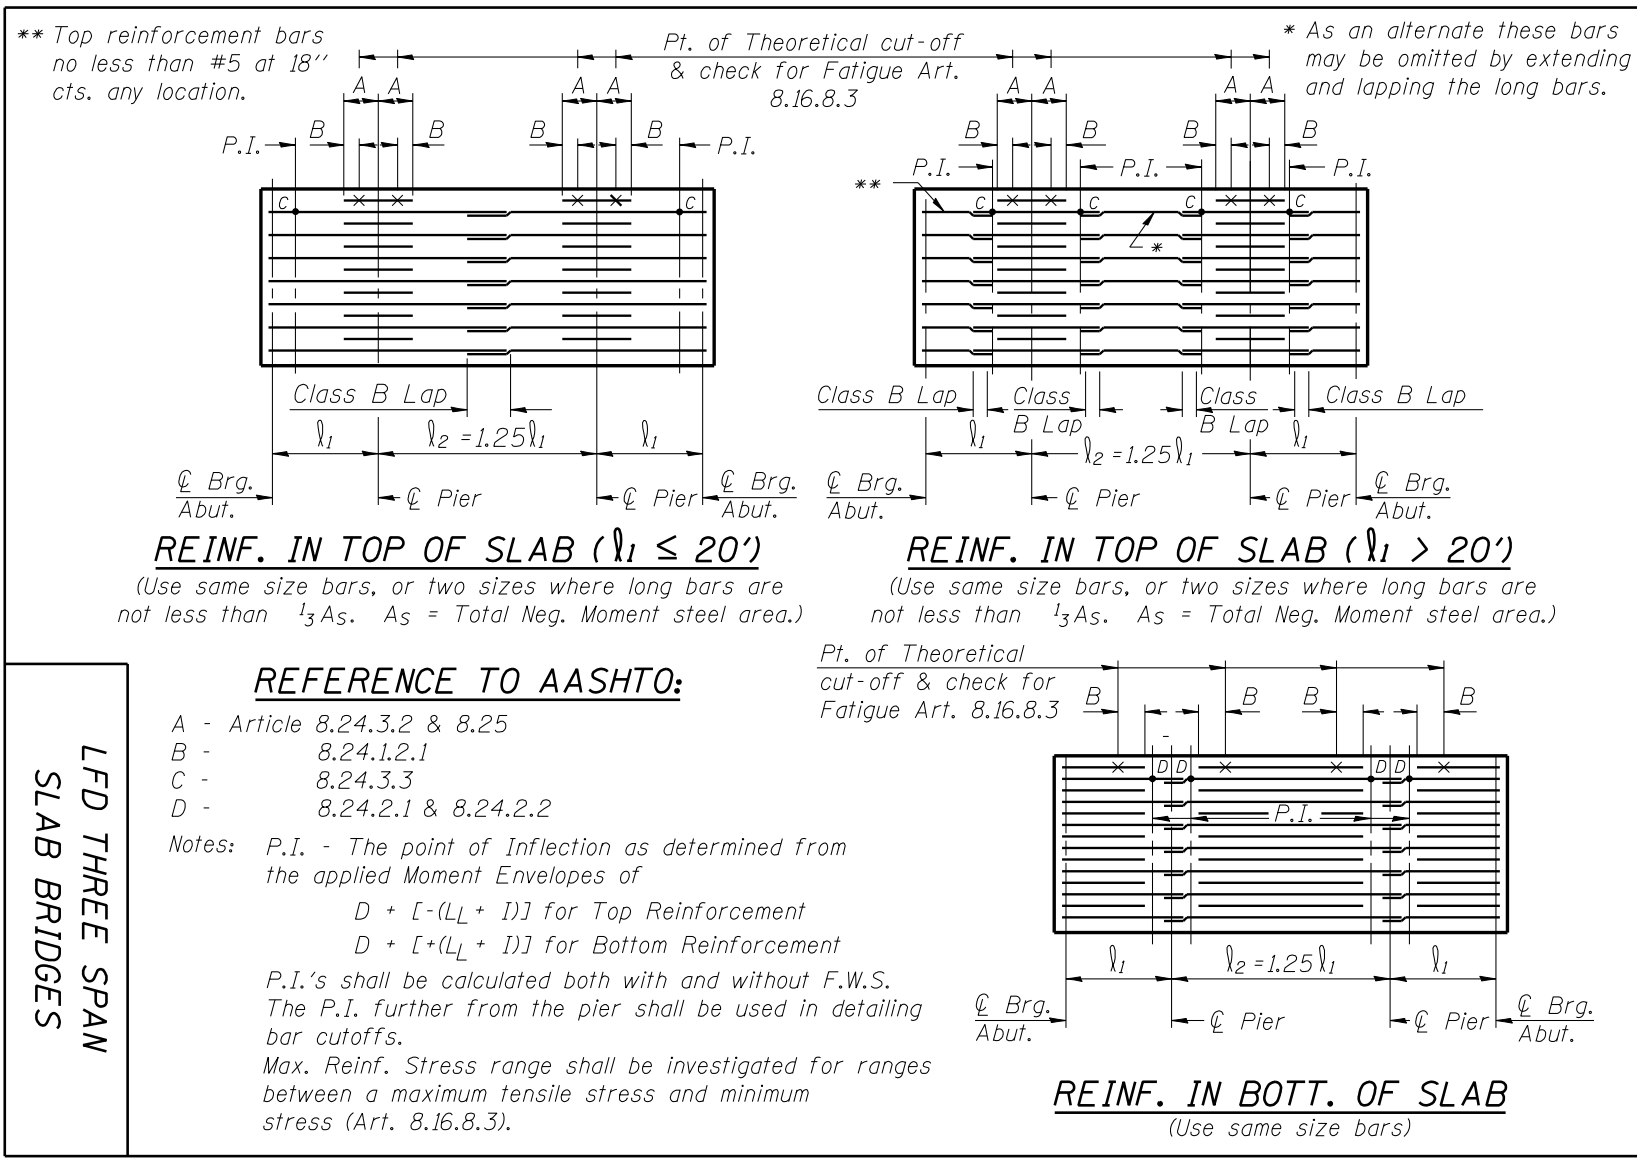 ** Top reinforcement bars
no less than #5 at 18″
cts. any location.
Pt. of Theoretical cut-off
& check for Fatigue Art.
8.16.8.3
* As an alternate these bars
may be omitted by extending
and lapping the long bars.
A A A A A A A A
B B B B B B B B
P.I. P.I. P.I. P.I. P.I.
** 
C C C C C C
*
Class B Lap
Class B Lap Class B Lap Class B Lap Class B Lap
ℓ1 ℓ2 = 1.25ℓ1 ℓ1
ℓ1 ℓ2 = 1.25ℓ1 ℓ1
℄ Brg. Abut. ℄ Pier ℄ Pier ℄ Brg. Abut.
℄ Brg. Abut. ℄ Pier ℄ Pier ℄ Brg. Abut.
REINF. IN TOP OF SLAB (ℓ1 ≤ 20′)
(Use same size bars, or two sizes where long bars are
not less than 1/3 As. As = Total Neg. Moment steel area.)
REINF. IN TOP OF SLAB (ℓ1 > 20′)
(Use same size bars, or two sizes where long bars are
not less than 1/3 As. As = Total Neg. Moment steel area.)
LFD THREE SPAN
SLAB BRIDGES
REFERENCE TO AASHTO:
A - Article 8.24.3.2 & 8.25
B - 8.24.1.2.1
C - 8.24.3.3
D - 8.24.2.1 & 8.24.2.2
Notes: P.I. - The point of Inflection as determined from
the applied Moment Envelopes of
D + [-(LL + I)] for Top Reinforcement
D + [+(LL + I)] for Bottom Reinforcement
P.I.'s shall be calculated both with and without F.W.S.
The P.I. further from the pier shall be used in detailing
bar cutoffs.
Max. Reinf. Stress range shall be investigated for ranges
between a maximum tensile stress and minimum
stress (Art. 8.16.8.3).
Pt. of Theoretical
cut-off & check for
Fatigue Art. 8.16.8.3
B B B B
-
D D D D
P.I.
ℓ1 ℓ2 = 1.25ℓ1 ℓ1
℄ Brg. Abut. ℄ Pier ℄ Pier ℄ Brg. Abut.
REINF. IN BOTT. OF SLAB
(Use same size bars)